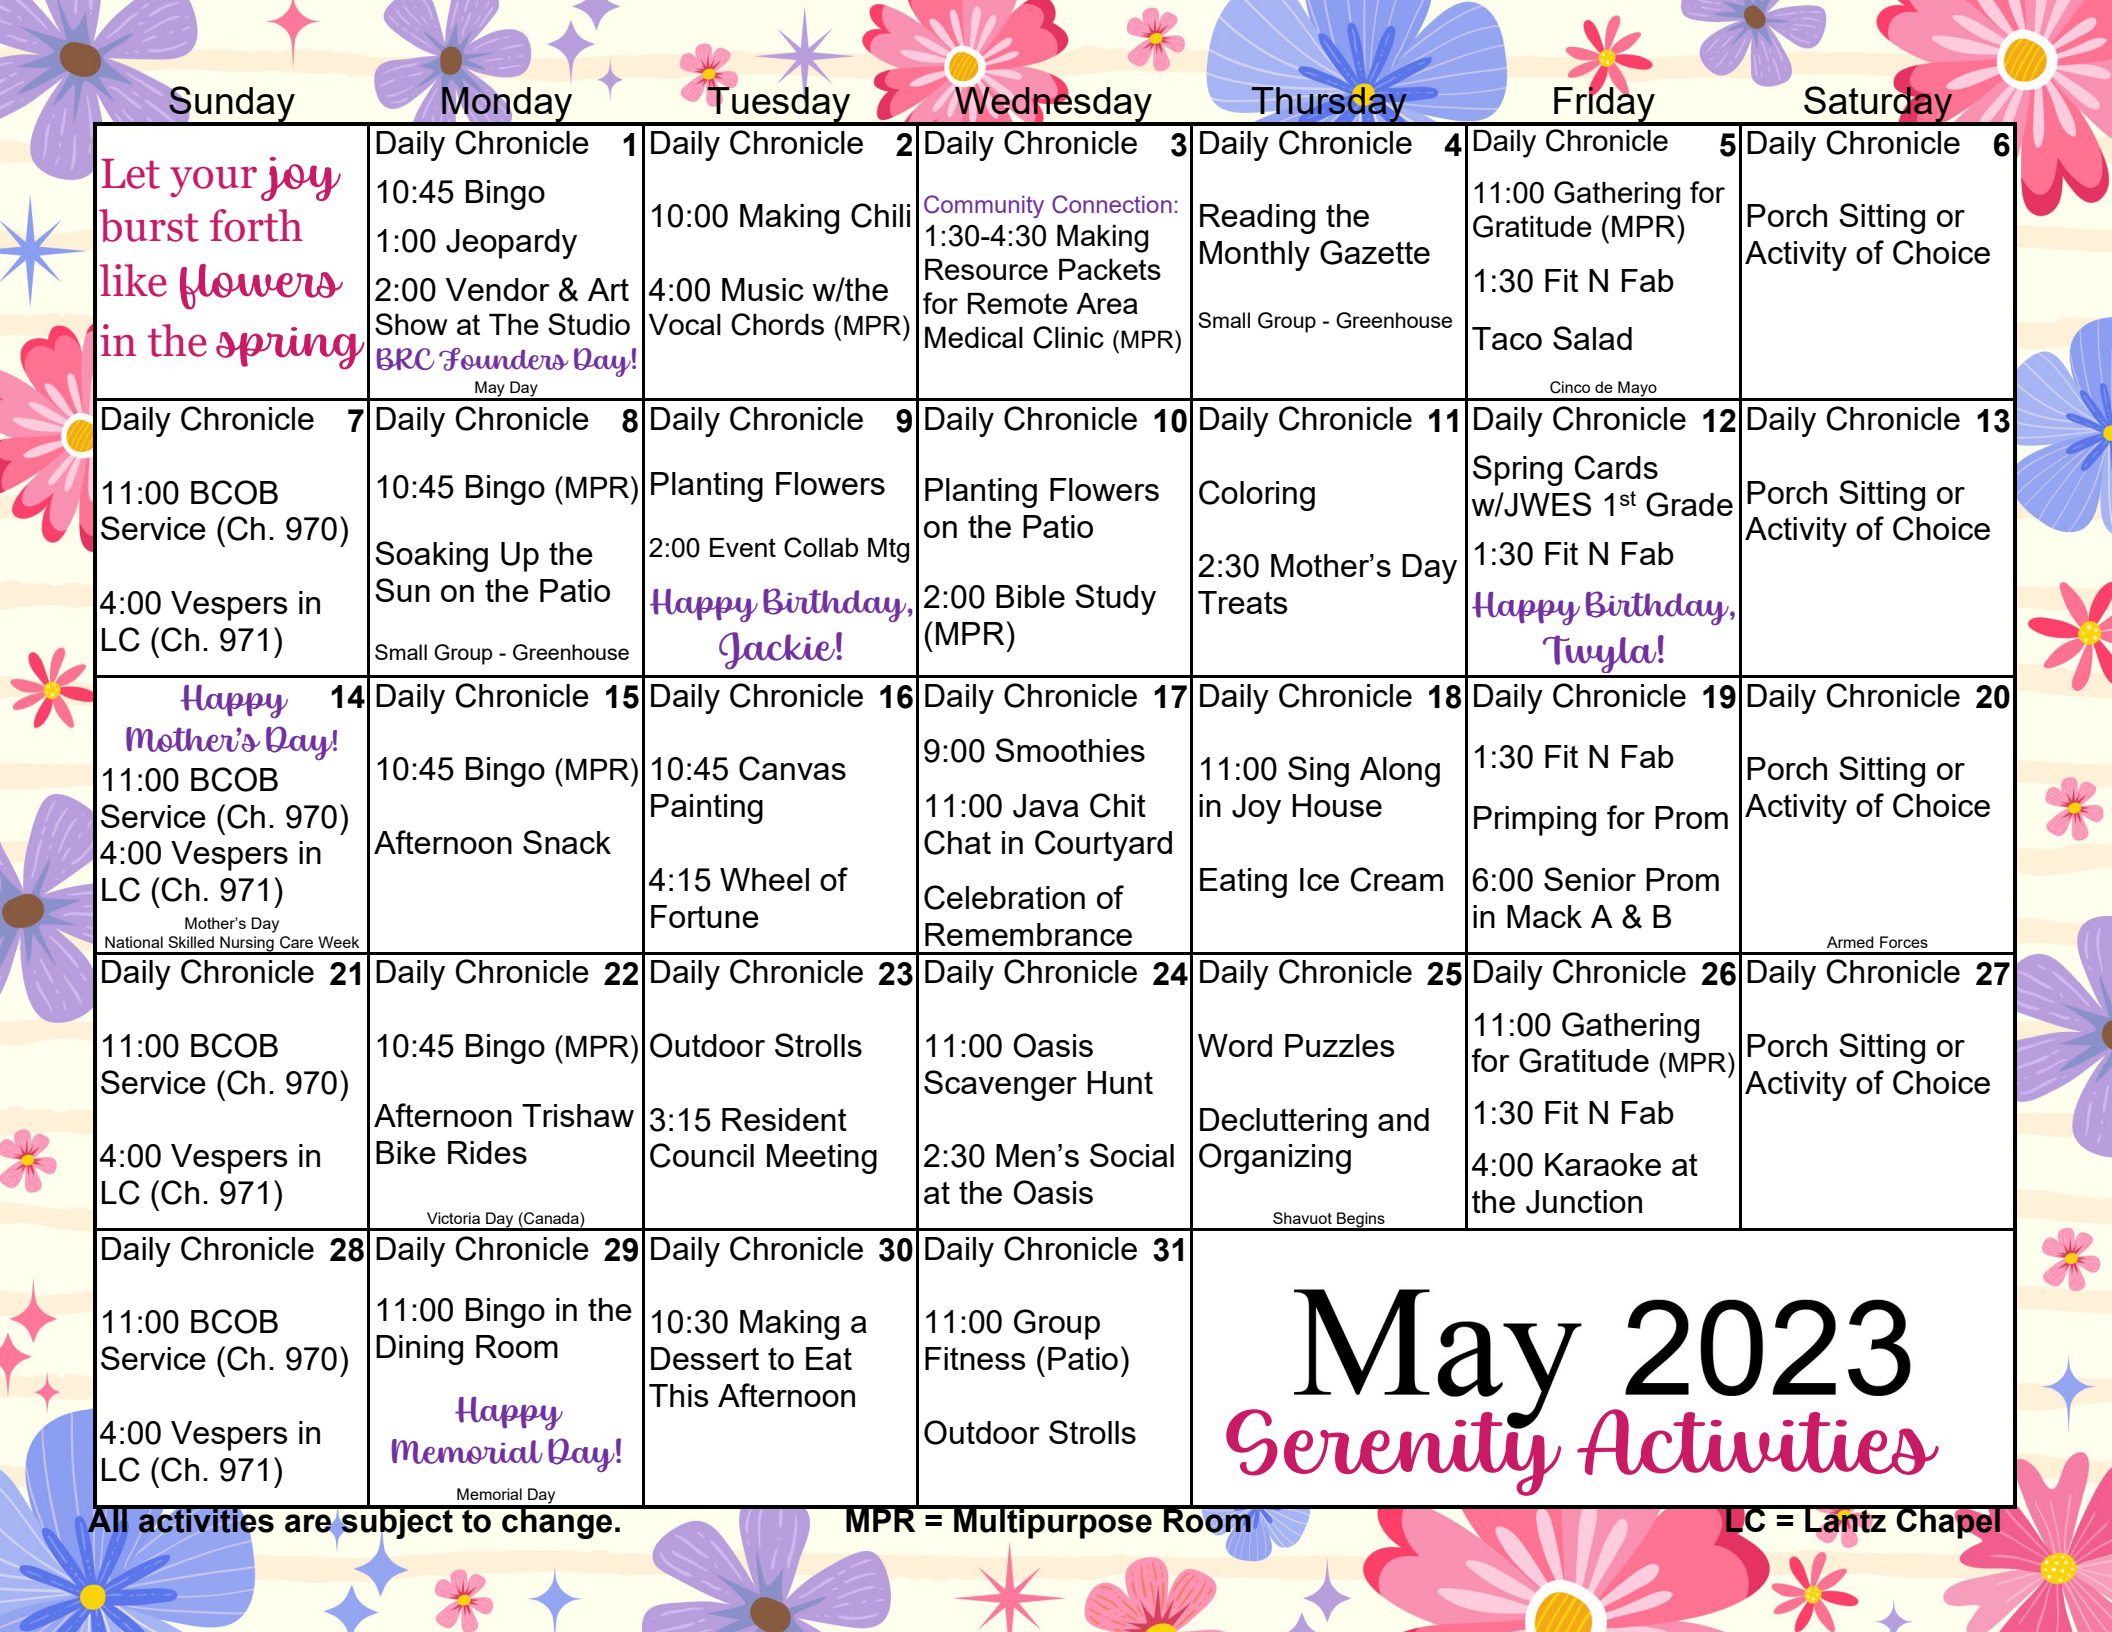 Sunday Monday Tuesday Wednesday Thursday Friday Saturday
Let your joy
burst forth
like flowers
in the spring
Daily Chronicle 1
10:45 Bingo
1:00 Jeopardy
2:00 Vendor & Art
Show at The Studio
BRC Founders Day!
May Day
Daily Chronicle 2
10:00 Making Chili
4:00 Music w/the
Vocal Chords (MPR)
Daily Chronicle 3
Community Connection:
1:30-4:30 Making
Resource Packets
for Remote Area
Medical Clinic (MPR)
Daily Chronicle 4
Reading the
Monthly Gazette
Small Group - Greenhouse
Daily Chronicle 5
11:00 Gathering for
Gratitude (MPR)
1:30 Fit N Fab
Taco Salad
Cinco de Mayo
Daily Chronicle 6
Porch Sitting or
Activity of Choice
Daily Chronicle 7
11:00 BCOB
Service (Ch. 970)
4:00 Vespers in
LC (Ch. 971)
Daily Chronicle 8
10:45 Bingo (MPR)
Soaking Up the
Sun on the Patio
Small Group - Greenhouse
Daily Chronicle 9
Planting Flowers
2:00 Event Collab Mtg
Happy Birthday,
Jackie!
Daily Chronicle 10
Planting Flowers
on the Patio
2:00 Bible Study
(MPR)
Daily Chronicle 11
Coloring
2:30 Mother’s Day
Treats
Daily Chronicle 12
Spring Cards
w/JWES 1st Grade
1:30 Fit N Fab
Happy Birthday,
Twyla!
Daily Chronicle 13
Porch Sitting or
Activity of Choice
Happy 14
Mother’s Day!
11:00 BCOB
Service (Ch. 970)
4:00 Vespers in
LC (Ch. 971)
Mother’s Day
National Skilled Nursing Care Week
Daily Chronicle 15
10:45 Bingo (MPR)
Afternoon Snack
Daily Chronicle 16
10:45 Canvas
Painting
4:15 Wheel of
Fortune
Daily Chronicle 17
9:00 Smoothies
11:00 Java Chit
Chat in Courtyard
Celebration of
Remembrance
Daily Chronicle 18
11:00 Sing Along
in Joy House
Eating Ice Cream
Daily Chronicle 19
1:30 Fit N Fab
Primping for Prom
6:00 Senior Prom
in Mack A & B
Daily Chronicle 20
Porch Sitting or
Activity of Choice
Armed Forces
Daily Chronicle 21
11:00 BCOB
Service (Ch. 970)
4:00 Vespers in
LC (Ch. 971)
Daily Chronicle 22
10:45 Bingo (MPR)
Afternoon Trishaw
Bike Rides
Victoria Day (Canada)
Daily Chronicle 23
Outdoor Strolls
3:15 Resident
Council Meeting
Daily Chronicle 24
11:00 Oasis
Scavenger Hunt
2:30 Men’s Social
at the Oasis
Daily Chronicle 25
Word Puzzles
Decluttering and
Organizing
Shavuot Begins
Daily Chronicle 26
11:00 Gathering
for Gratitude (MPR)
1:30 Fit N Fab
4:00 Karaoke at
the Junction
Daily Chronicle 27
Porch Sitting or
Activity of Choice
Daily Chronicle 28
11:00 BCOB
Service (Ch. 970)
4:00 Vespers in
LC (Ch. 971)
Daily Chronicle 29
11:00 Bingo in the
Dining Room
Happy
Memorial Day!
Memorial Day
Daily Chronicle 30
10:30 Making a
Dessert to Eat
This Afternoon
Daily Chronicle 31
11:00 Group
Fitness (Patio)
Outdoor Strolls
May 2023
Serenity Activities
All activities are subject to change. MPR = Multipurpose Room LC = Lantz Chapel